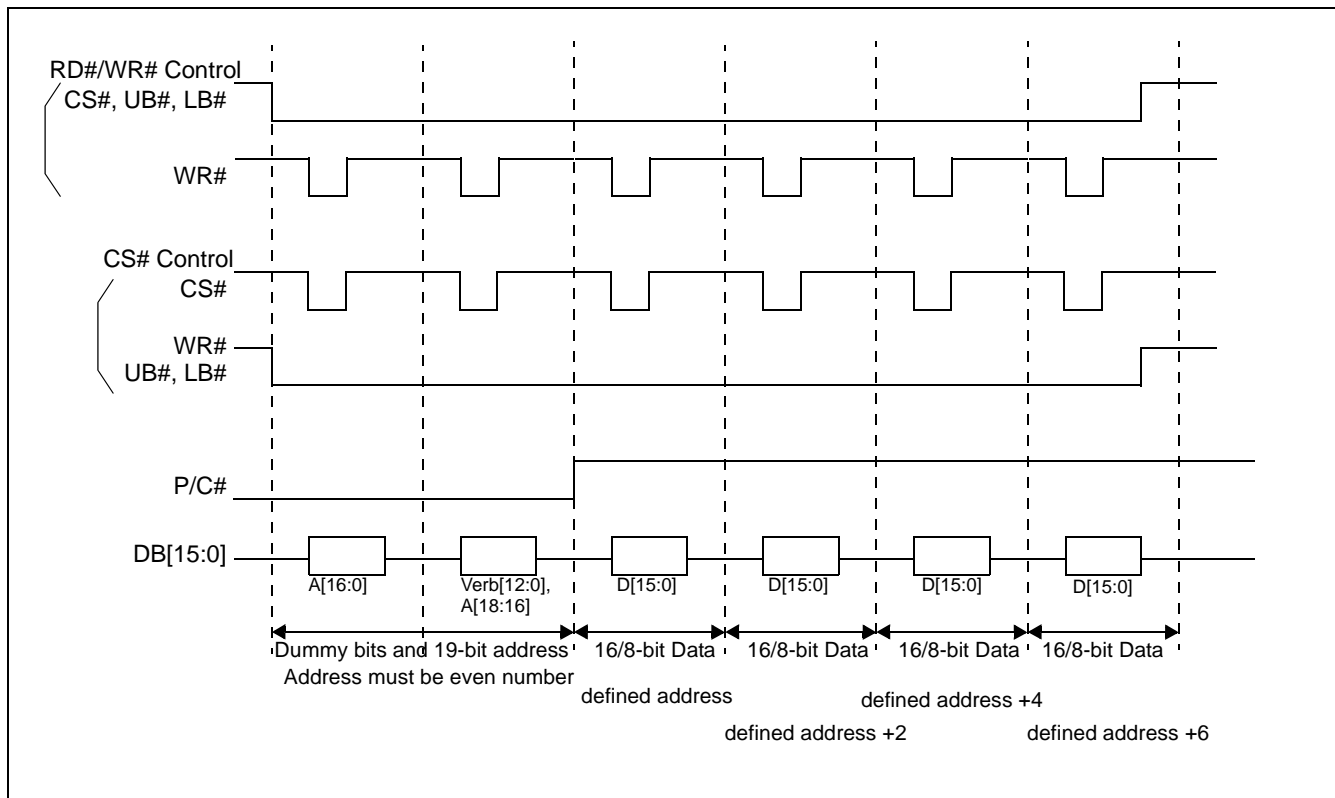 RD#/WR# Control
CS#, UB#, LB#
WR#
CS# Control
CS#
WR#
UB#, LB#
P/C#
DB[15:0]
A[16:0]
Verb[12:0],
A[18:16]
D[15:0]
D[15:0]
D[15:0]
D[15:0]
Dummy bits and 19-bit address
Address must be even number
16/8-bit Data
16/8-bit Data
16/8-bit Data
16/8-bit Data
defined address
defined address +2
defined address +4
defined address +6